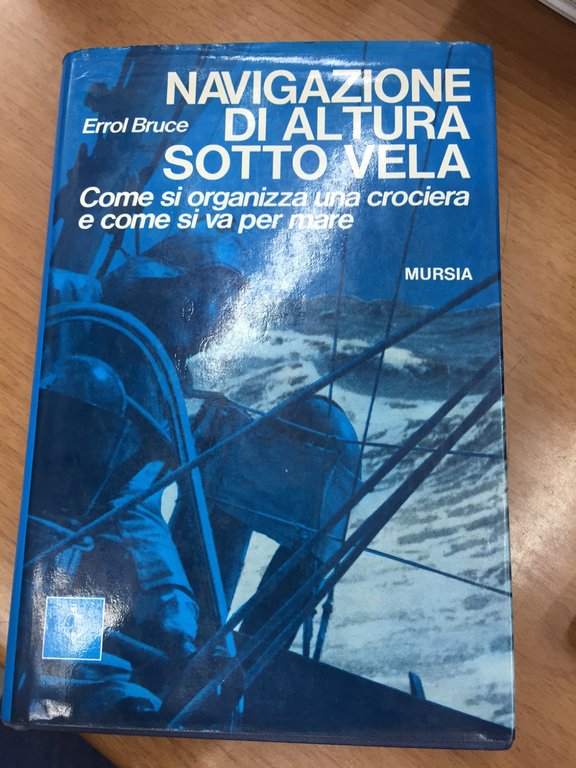 NAVIGAZIONE
Errol Bruce DI ALTURA
SOTTO VELA
Come si organizza una crociera
e come si va per mare
MURSIA